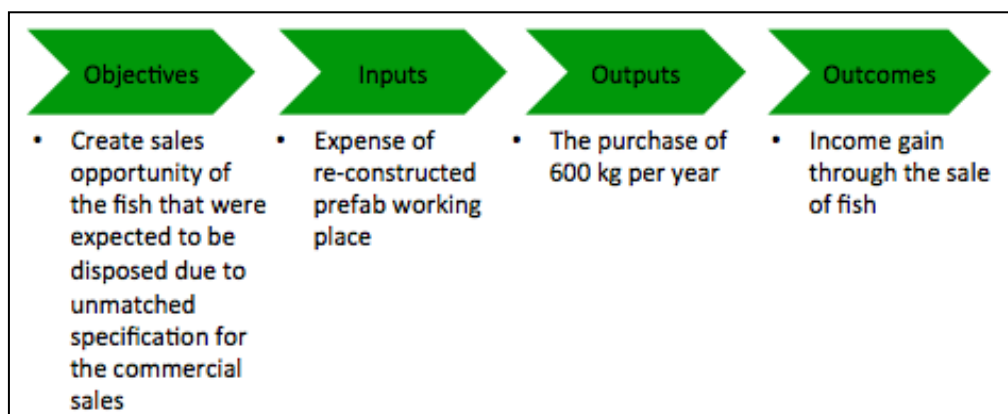 Objectives
• Create sales
opportunity of
the fish that were
expected to be
disposed due to
unmatched
specification for
the commercial
sales
Inputs
• Expense of
re-constructed
prefab working
place
Outputs
• The purchase of
600 kg per year
Outcomes
• Income gain
through the sale
of fish